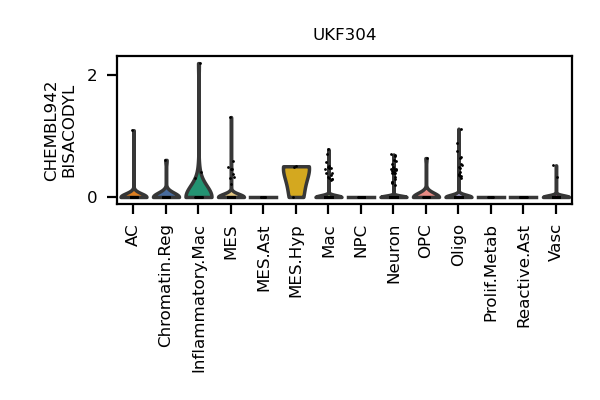 UKF304
CHEMBL942
BISACODYL
2
0
AC
Chromatin.Reg
Inflammatory.Mac
MES
MES.Ast
MES.Hyp
Mac
NPC
Neuron
OPC
Oligo
Prolif.Metab
Reactive.Ast
Vasc